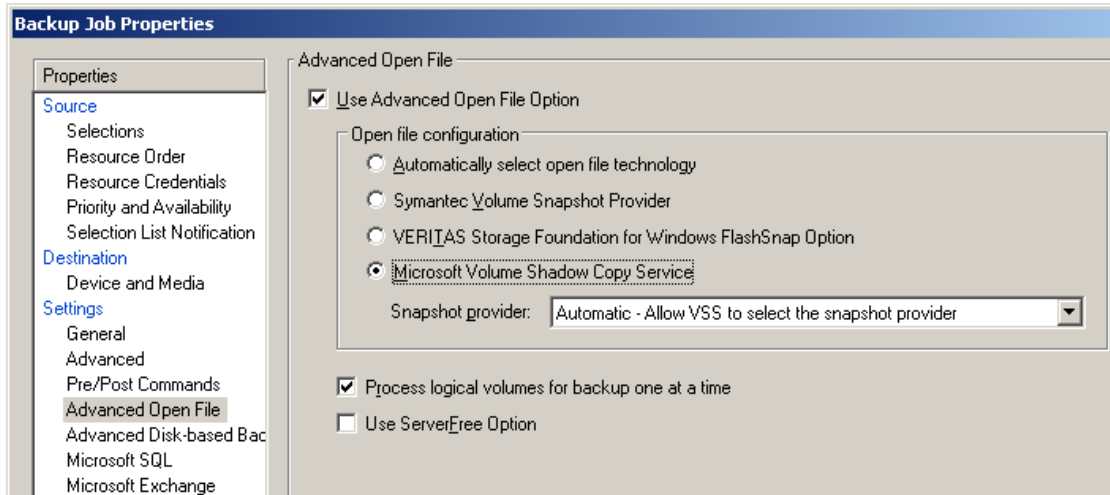 Backup Job Properties
Properties
Source
Selections
Resource Order
Resource Credentials
Priority and Availability
Selection List Notification
Destination
Device and Media
Settings
General
Advanced
Pre/Post Commands
Advanced Open File
Advanced Disk-based Bac
Microsoft SQL
Microsoft Exchange
Advanced Open File
Use Advanced Open File Option
Open file configuration
Automatically select open file technology
Symantec Volume Snapshot Provider
VERITAS Storage Foundation for Windows FlashSnap Option
Microsoft Volume Shadow Copy Service
Snapshot provider: Automatic - Allow VSS to select the snapshot provider
Process logical volumes for backup one at a time
Use ServerFree Option